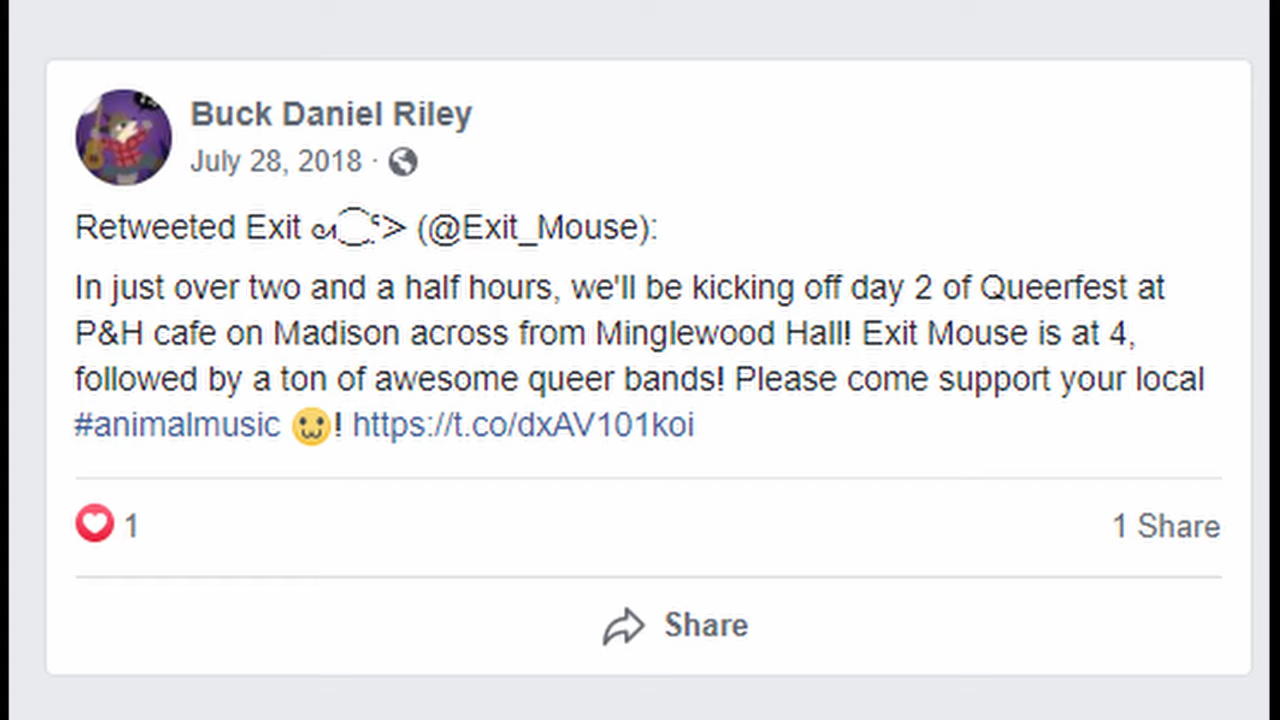 Buck Daniel Riley
July 28, 2018 ·
Retweeted Exit ᘛ⁐̤ᕐᐷ (@Exit_Mouse):
In just over two and a half hours, we'll be kicking off day 2 of Queerfest at
P&H cafe on Madison across from Minglewood Hall! Exit Mouse is at 4,
followed by a ton of awesome queer bands! Please come support your local
#animalmusic ! https://t.co/dxAV101koi
1
1 Share
Share